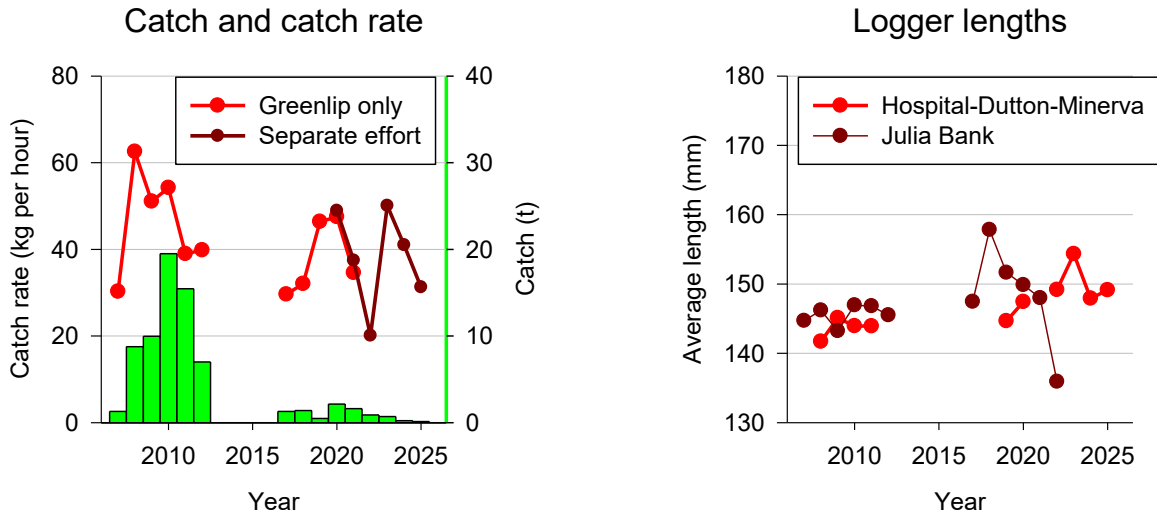 Catch and catch rate
Catch rate (kg per hour)
80
60
40
20
0
Greenlip only
Separate effort
40
30
20
10
0
Catch (t)
2010 2015 2020 2025
Year
Logger lengths
Average length (mm)
180
170
160
150
140
130
Hospital-Dutton-Minerva
Julia Bank
2010 2015 2020 2025
Year